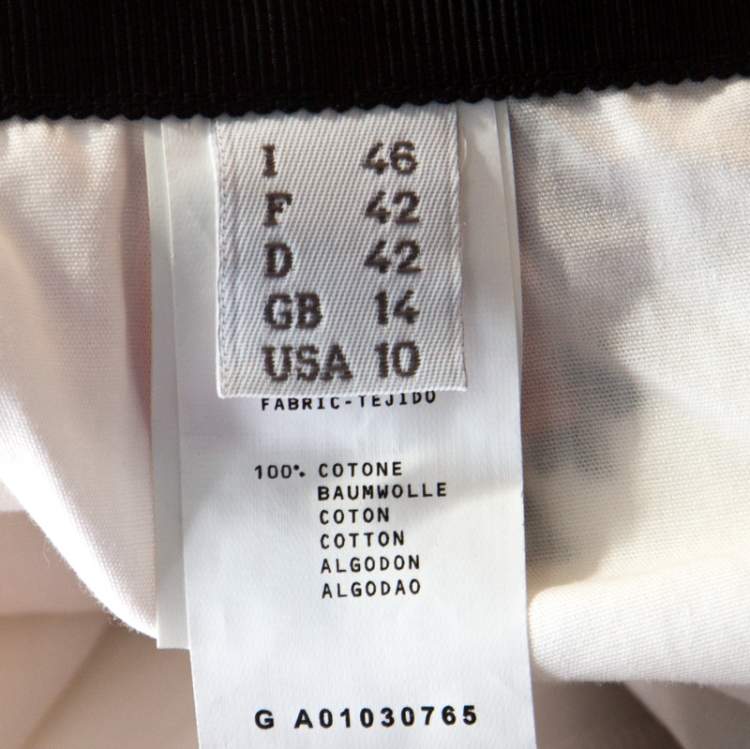 I 46
F 42
D 42
GB 14
USA 10
FABRIC-TEJIDO
100% COTONE
BAUMWOLLE
COTON
COTTON
ALGODON
ALGODAO
G A01030765